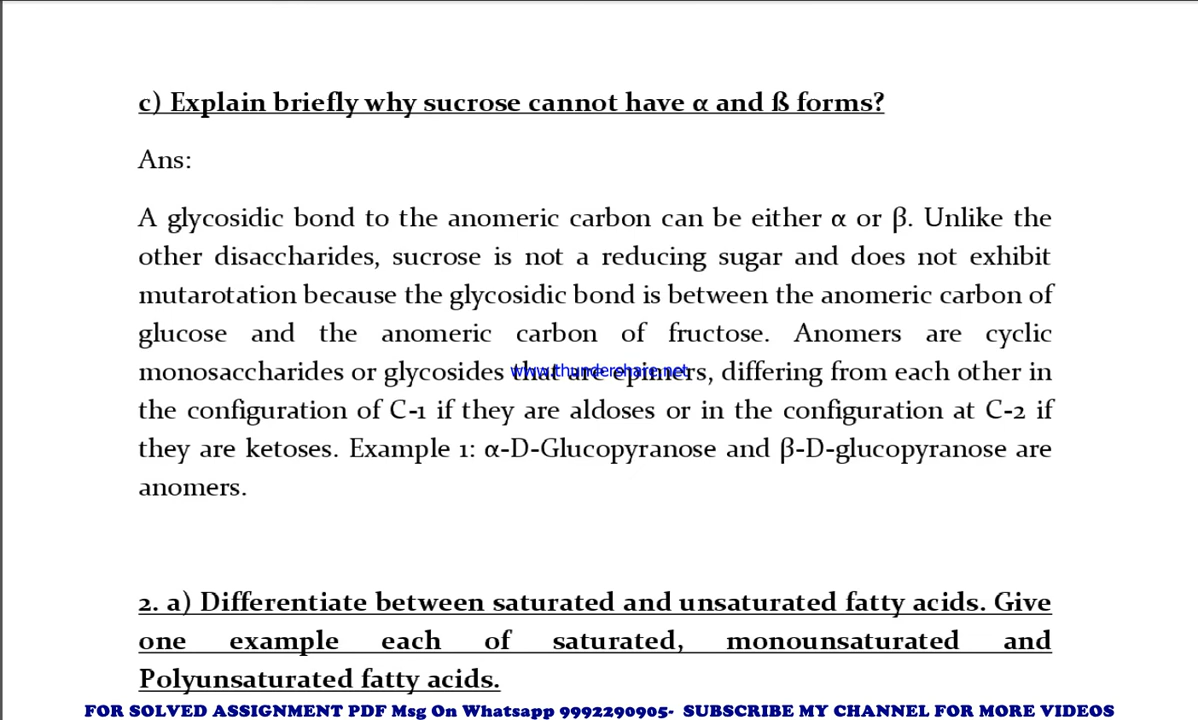 c) Explain briefly why sucrose cannot have α and ß forms?
Ans:
A glycosidic bond to the anomeric carbon can be either α or β. Unlike the
other disaccharides, sucrose is not a reducing sugar and does not exhibit
mutarotation because the glycosidic bond is between the anomeric carbon of
glucose and the anomeric carbon of fructose. Anomers are cyclic
monosaccharides or glycosides that are epimers, differing from each other in
www.thundershare.net
the configuration of C-1 if they are aldoses or in the configuration at C-2 if
they are ketoses. Example 1: α-D-Glucopyranose and β-D-glucopyranose are
anomers.
2. a) Differentiate between saturated and unsaturated fatty acids. Give
one example each of saturated, monounsaturated and
Polyunsaturated fatty acids.
FOR SOLVED ASSIGNMENT PDF Msg On Whatsapp 9992290905- SUBSCRIBE MY CHANNEL FOR MORE VIDEOS